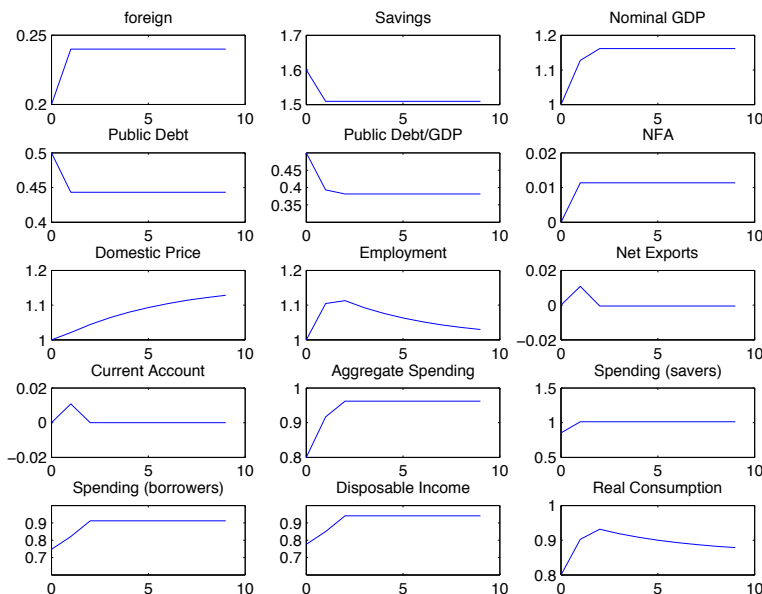 foreign Savings Nominal GDP
0.25 1.7 1.2
1.6 1.1
0.2 1.5 1
0 5 10 0 5 10 0 5 10
Public Debt Public Debt/GDP NFA
0.5 0.45 0.02
0.45 0.4 0.01
0.4 0.35 0
0 5 10 0 5 10 0 5 10
Domestic Price Employment Net Exports
1.2 1.2 0.02
1.1 1.1 0
1 1 −0.02
0 5 10 0 5 10 0 5 10
Current Account Aggregate Spending Spending (savers)
0.02 1 1.5
0 0.9 1
−0.02 0.8 0.5
0 5 10 0 5 10 0 5 10
Spending (borrowers) Disposable Income Real Consumption
0.9 0.9 1
0.8 0.8 0.9
0.7 0.7 0.8
0 5 10 0 5 10 0 5 10